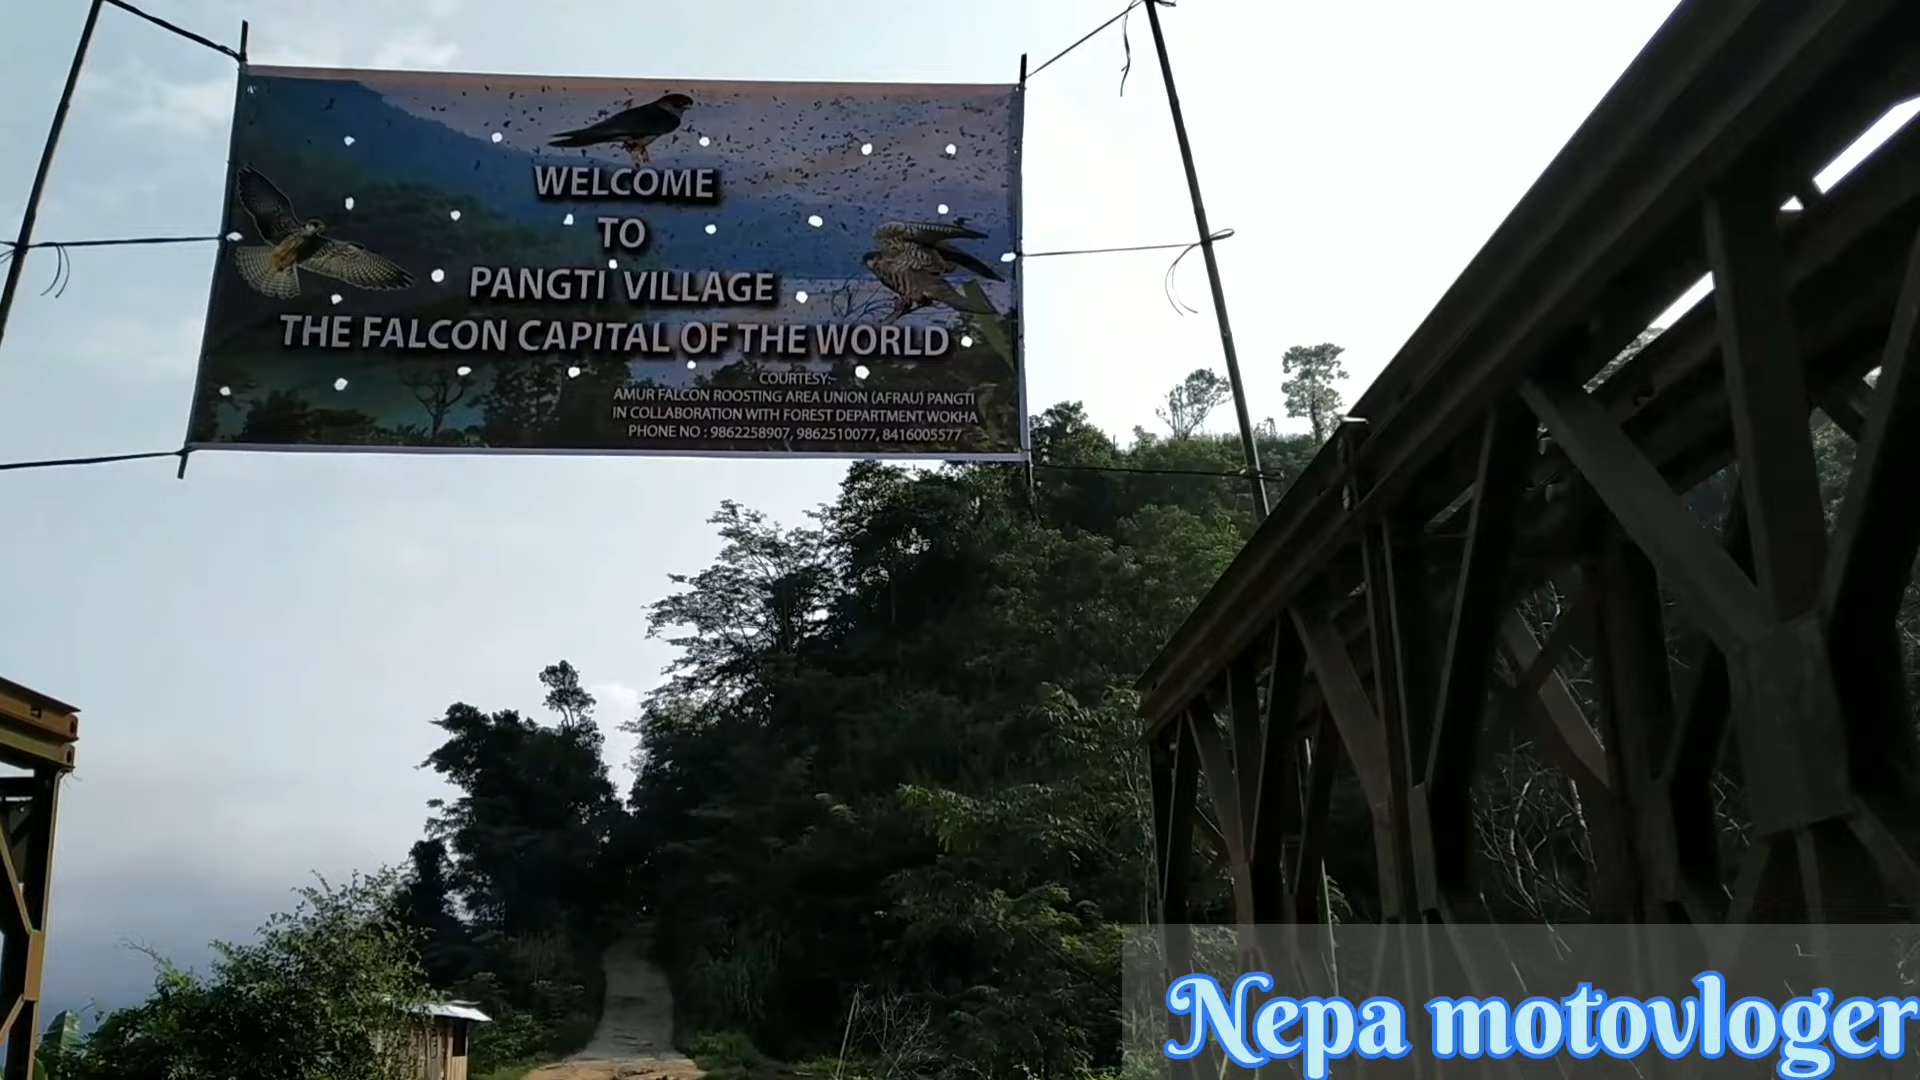 WELCOME
TO
PANGTI VILLAGE
THE FALCON CAPITAL OF THE WORLD
COURTESY:-
AMUR FALCON ROOSTING AREA UNION (AFRAU) PANGTI
IN COLLABORATION WITH FOREST DEPARTMENT WOKHA
PHONE NO : 9862258907, 9862510077, 8416005577
Nepa motovloger